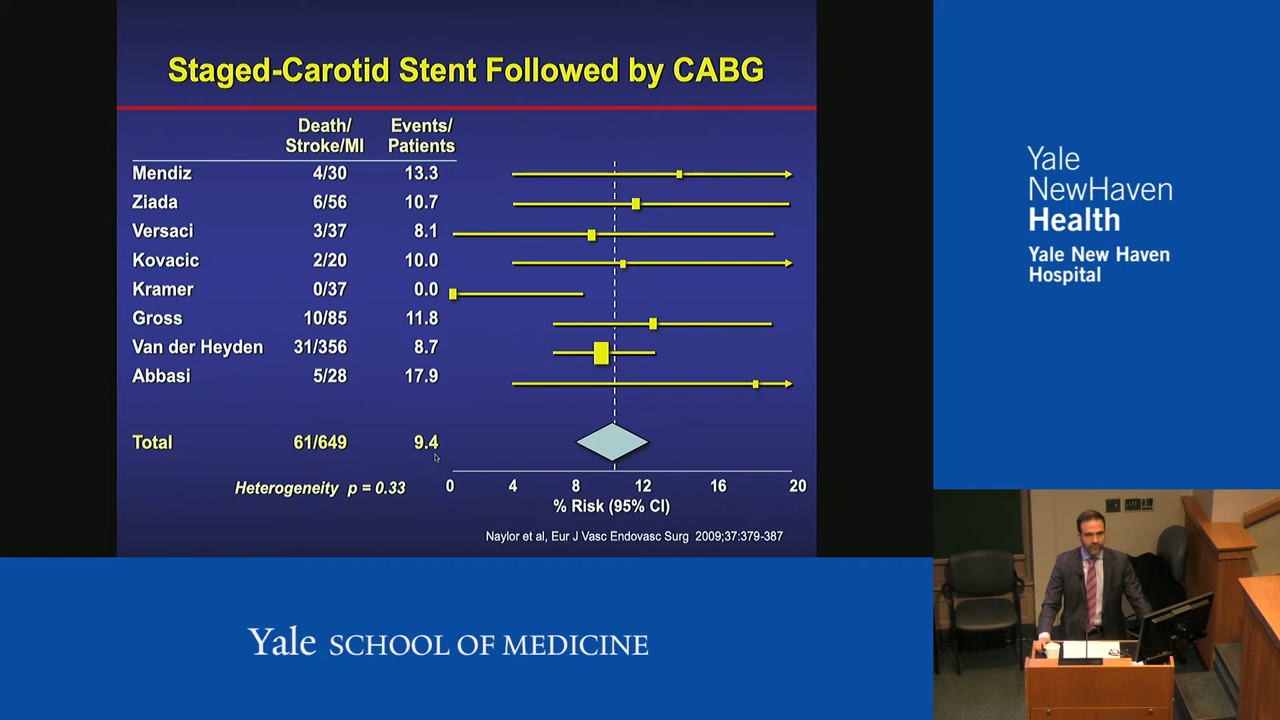 Staged-Carotid Stent Followed by CABG
Death/ Events/
Stroke/MI Patients
Mendiz 4/30 13.3
Ziada 6/56 10.7
Versaci 3/37 8.1
Kovacic 2/20 10.0
Kramer 0/37 0.0
Gross 10/85 11.8
Van der Heyden 31/356 8.7
Abbasi 5/28 17.9
Total 61/649 9.4
0 4 8 12 16 20
Heterogeneity p = 0.33
% Risk (95% CI)
Naylor et al, Eur J Vasc Endovasc Surg 2009;37:379-387
Yale
NewHaven
Health
Yale New Haven
Hospital
Yale SCHOOL OF MEDICINE